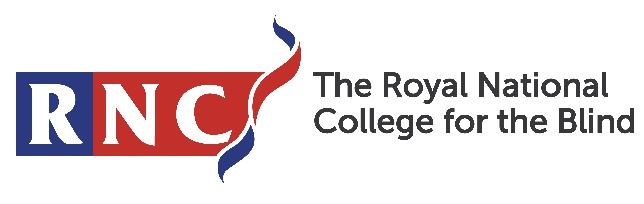 RNC
The Royal National
College for the Blind